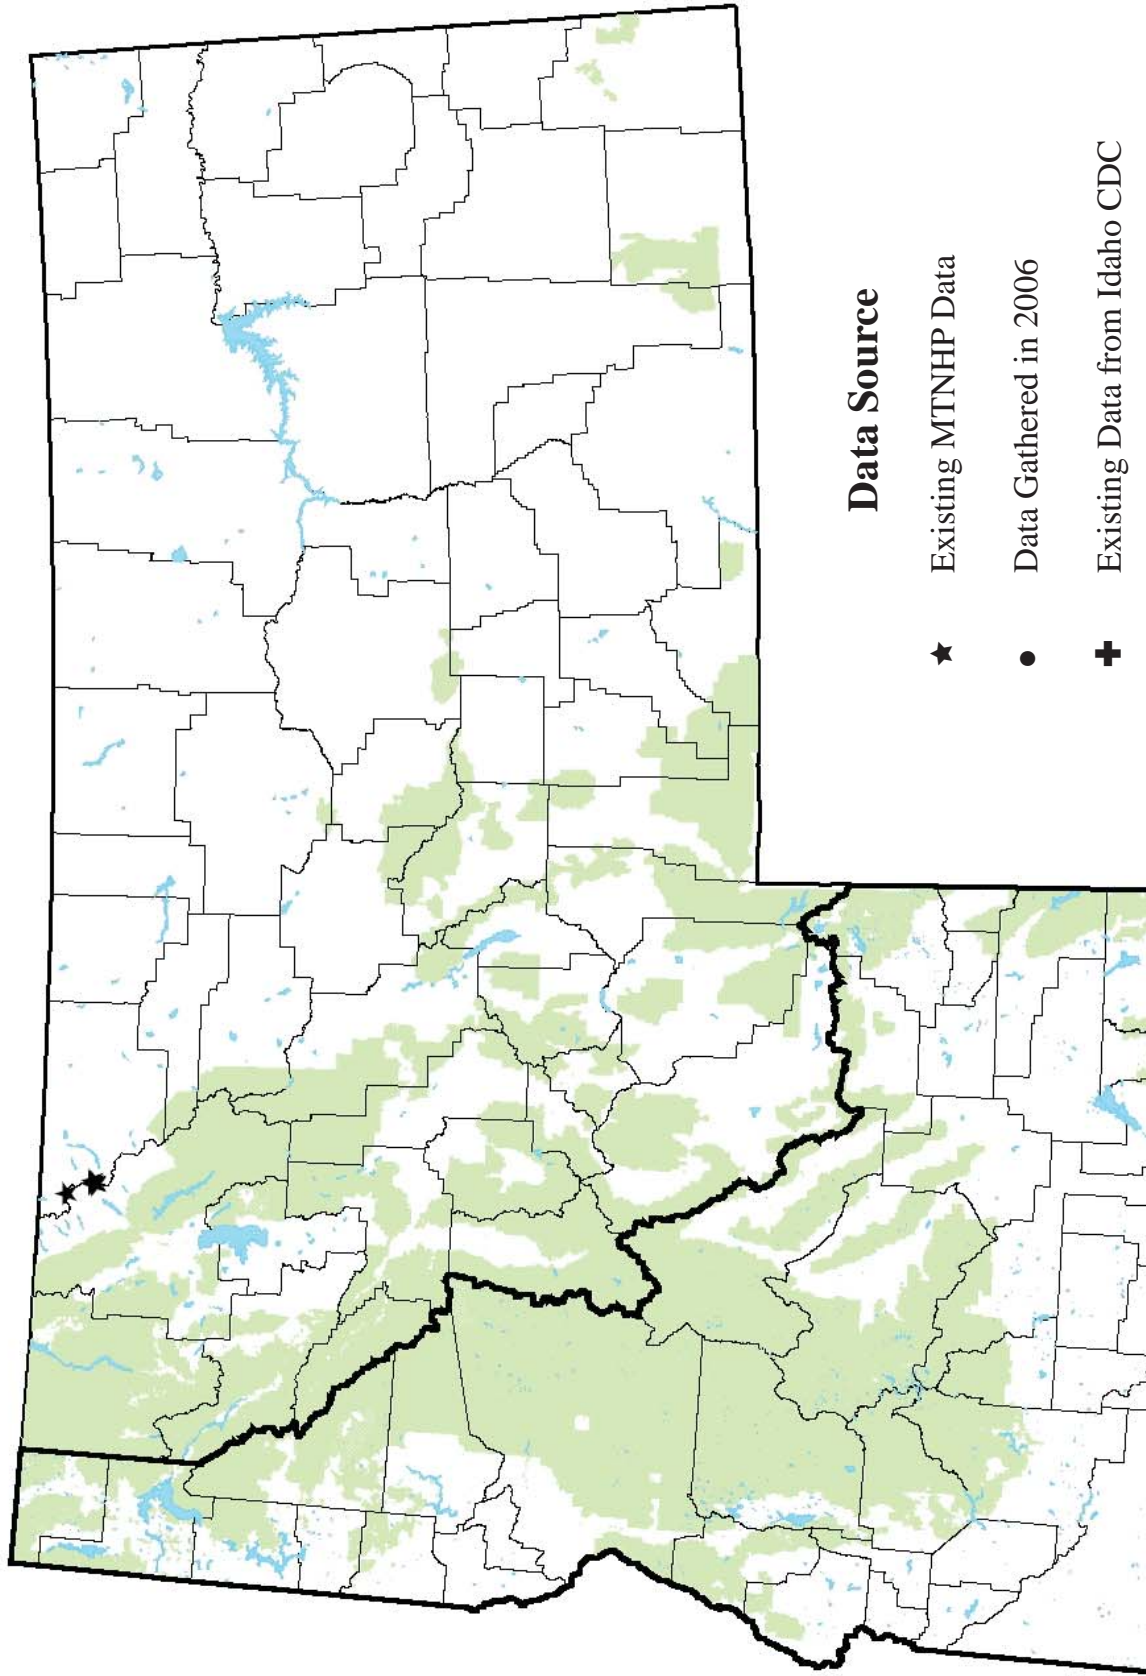 Data Source
Existing MTNHP Data
Data Gathered in 2006
Existing Data from Idaho CDC